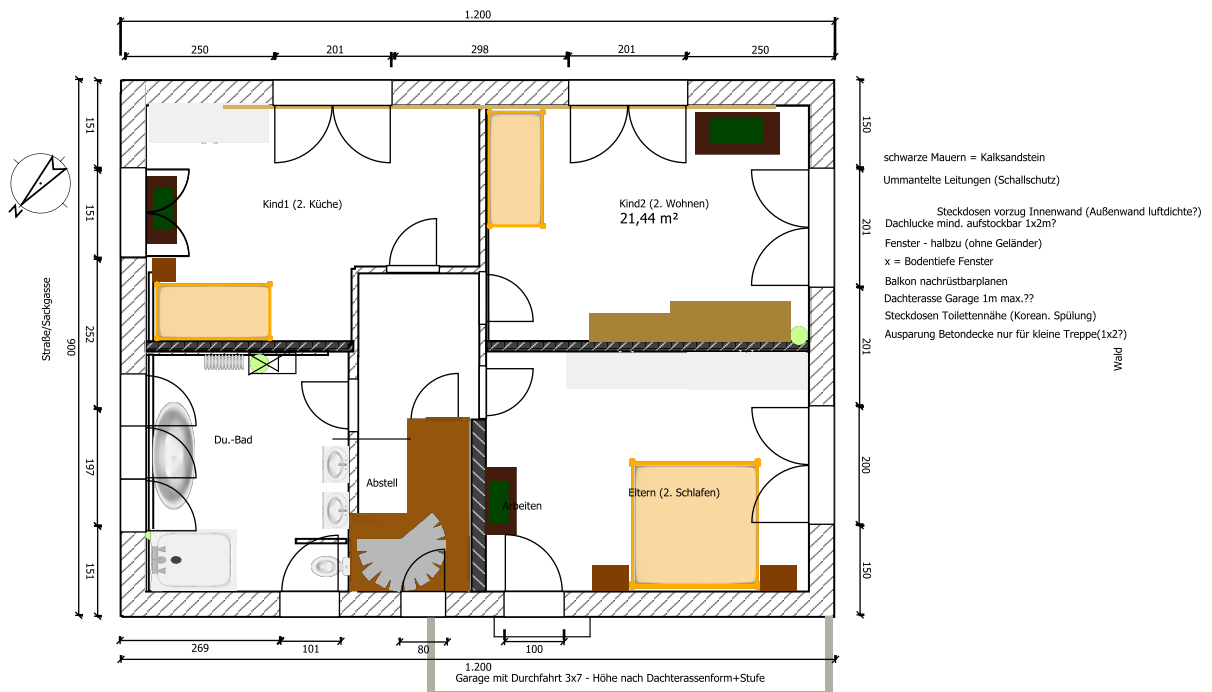 1.200
250
201
298
201
250
151
151
252
197
151
900
Straße/Sackgasse
Kind1 (2. Küche)
Kind2 (2. Wohnen)
21,44 m²
Du.-Bad
Abstell
Arbeiten
Eltern (2. Schlafen)
150
201
201
200
150
schwarze Mauern = Kalksandstein
Ummantelte Leitungen (Schallschutz)
Steckdosen vorzug Innenwand (Außenwand luftdichte?)
Dachlucke mind. aufstockbar 1x2m?
Fenster - halbzu (ohne Geländer)
x = Bodentiefe Fenster
Balkon nachrüstbarplanen
Dachterasse Garage 1m max.??
Steckdosen Toilettennähe (Korean. Spülung)
Ausparung Betondecke nur für kleine Treppe(1x2?)
Wald
269
101
80
100
1.200
Garage mit Durchfahrt 3x7 - Höhe nach Dachterassenform+Stufe